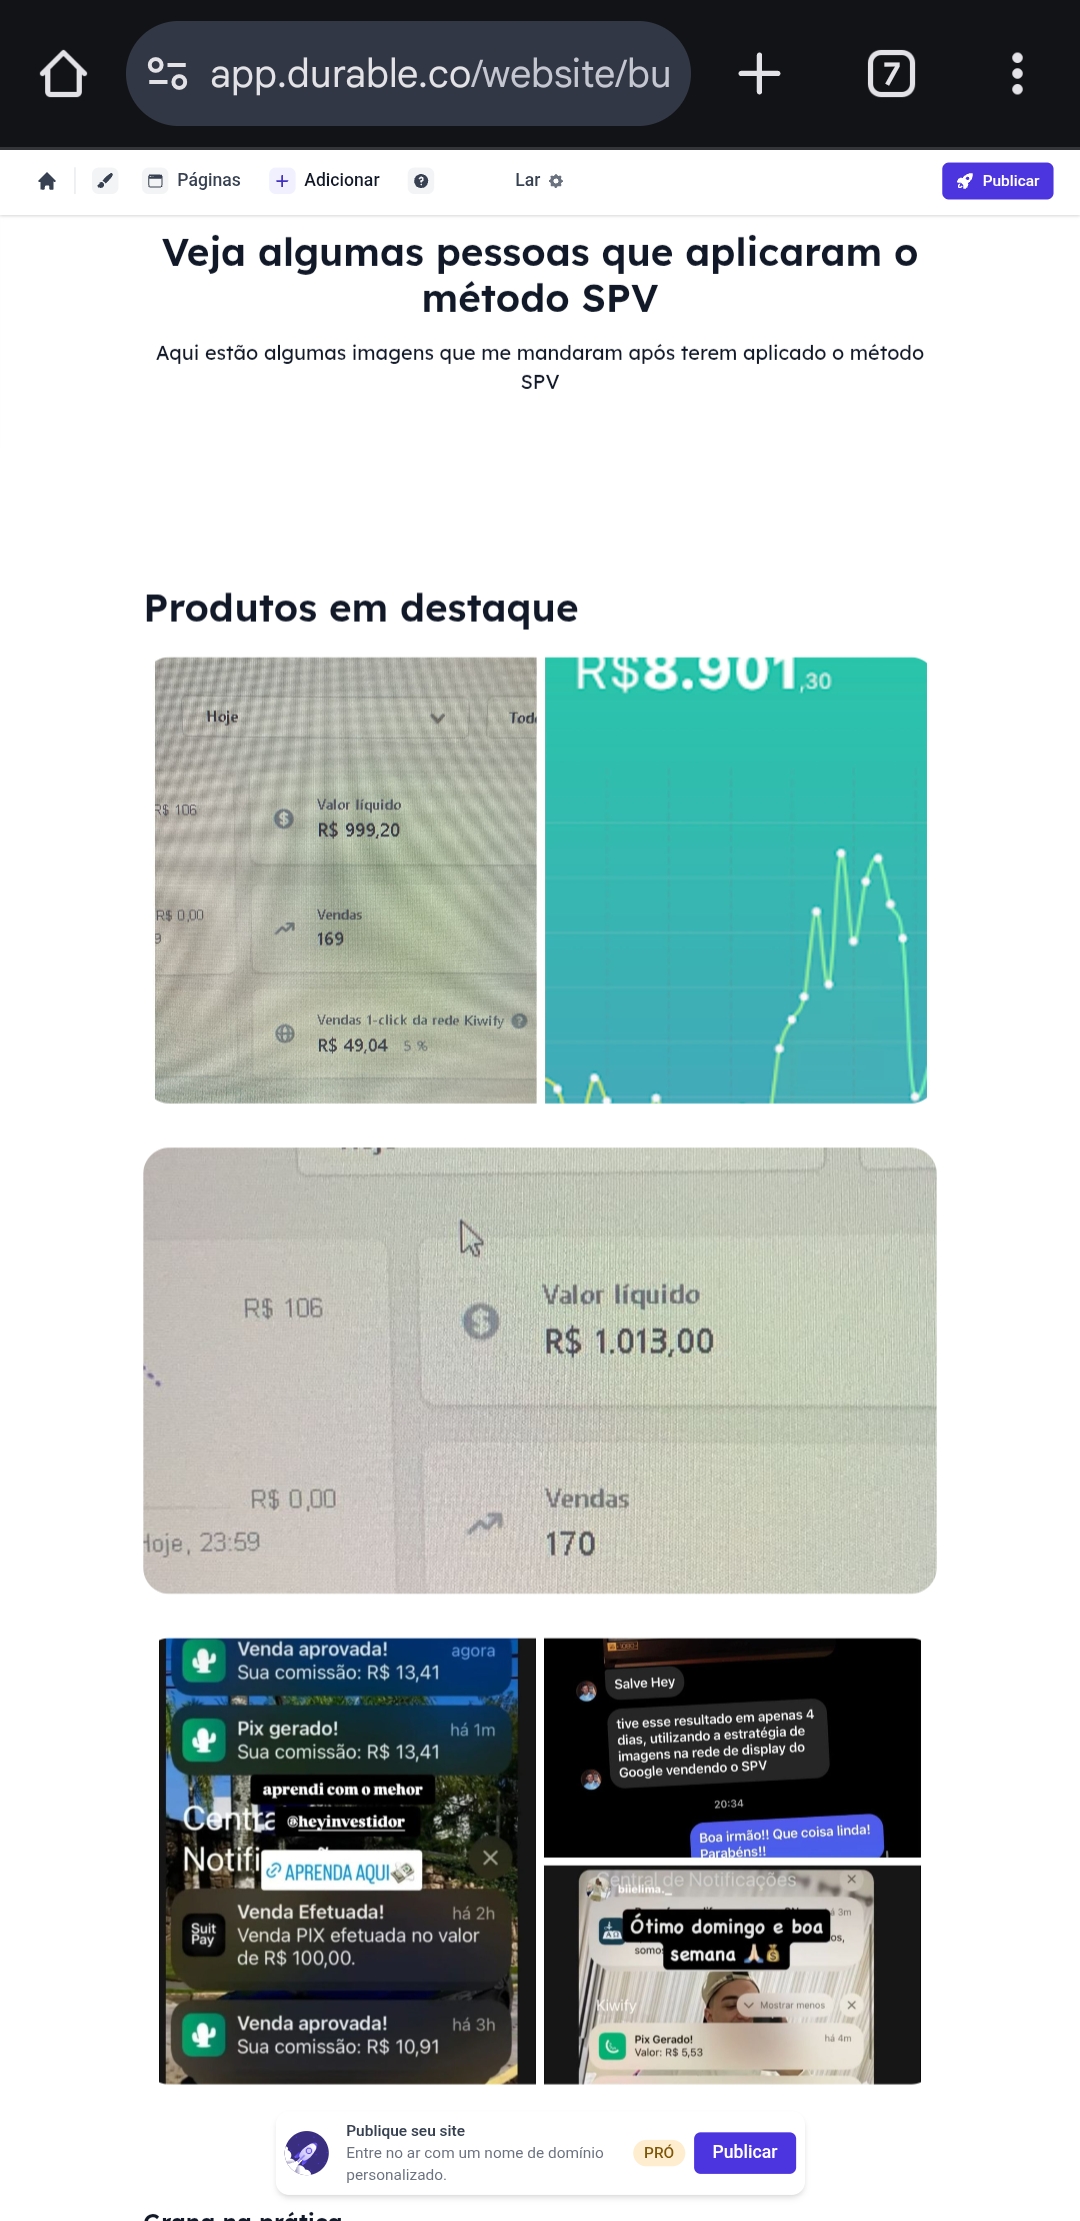 app.durable.co/website/bu
7
Páginas
Adicionar
Lar
Publicar
Veja algumas pessoas que aplicaram o
método SPV
Aqui estão algumas imagens que me mandaram após terem aplicado o método
SPV
Produtos em destaque
Hoje
R$ 106
Valor líquido
R$ 999,20
R$ 0,00
9
Vendas
169
Vendas 1-click da rede Kiwify
R$ 49,04 5 %
R$8.901,30
R$ 106
Valor líquido
R$ 1.013,00
R$ 0,00
Hoje, 23:59
Vendas
170
Venda aprovada! agora
Sua comissão: R$ 13,41
Pix gerado! há 1m
Sua comissão: R$ 13,41
aprendi com o mehor
@heyinvestidor
APRENDA AQUI
Venda Efetuada! há 2h
Suit
Pay
Venda PIX efetuada no valor
de R$ 100,00.
Venda aprovada! há 3h
Sua comissão: R$ 10,91
Salve Hey
tive esse resultado em apenas 4
dias, utilizando a estratégia de
imagens na rede de display do
Google vendendo o SPV
20:34
Boa irmão!! Que coisa linda!
Parabéns!!
Central de Notificações
biielima._
há 3m
Ótimo domingo e boa
semana 🙏🏻💰
Kiwify
Mostrar menos
Pix Gerado! há 4m
Valor: R$ 5,53
Publique seu site
Entre no ar com um nome de domínio
personalizado.
PRÓ
Publicar
Grana na prática